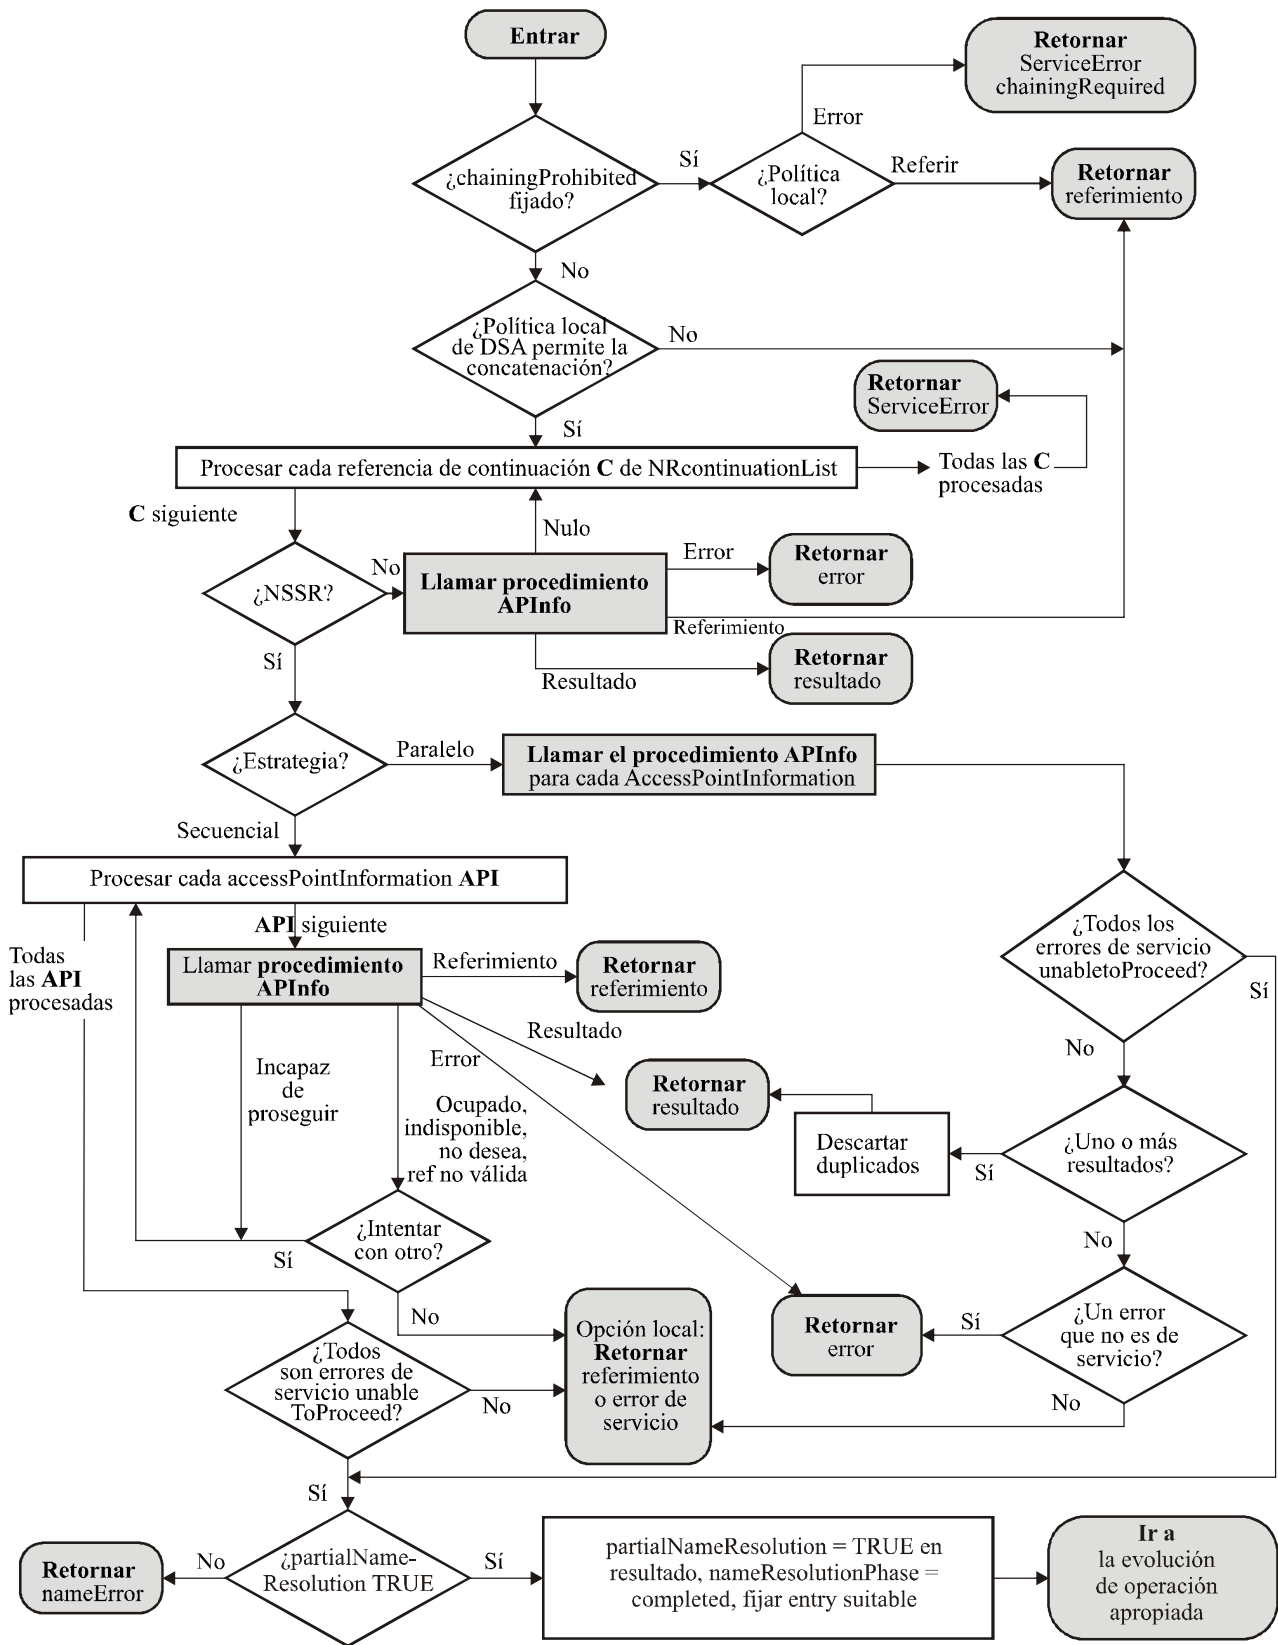 Entrar
Retornar
ServiceError
chainingRequired
Error
Sí
¿chainingProhibited
fijado?
¿Política
local?
Referir
Retornar
referimiento
No
¿Política local
de DSA permite la
concatenación?
No
Retornar
ServiceError
Sí
Procesar cada referencia de continuación C de NRcontinuationList
Todas las C
procesadas
C siguiente
Nulo
¿NSSR?
No
Llamar procedimiento
APInfo
Error
Retornar
error
Referimiento
Sí
Resultado
Retornar
resultado
¿Estrategia?
Paralelo
Llamar el procedimiento APInfo
para cada AccessPointInformation
Secuencial
Procesar cada accessPointInformation API
API siguiente
Todas
las API
procesadas
Llamar procedimiento
APInfo
Referimiento
Retornar
referimiento
¿Todos los
errores de servicio
unabletoProceed?
Sí
Resultado
Error
No
Incapaz
de
proseguir
Retornar
resultado
Ocupado,
indisponible,
no desea,
ref no válida
Descartar
duplicados
Sí
¿Uno o más
resultados?
¿Intentar
con otro?
Sí
No
No
Opción local:
Retornar
referimiento
o error de
servicio
Retornar
error
Sí
¿Un error
que no es de
servicio?
¿Todos
son errores de
servicio unable
ToProceed?
No
No
Sí
Retornar
nameError
No
¿partialName-
Resolution TRUE
Sí
partialNameResolution = TRUE en
resultado, nameResolutionPhase =
completed, fijar entry suitable
Ir a
la evolución
de operación
apropiada